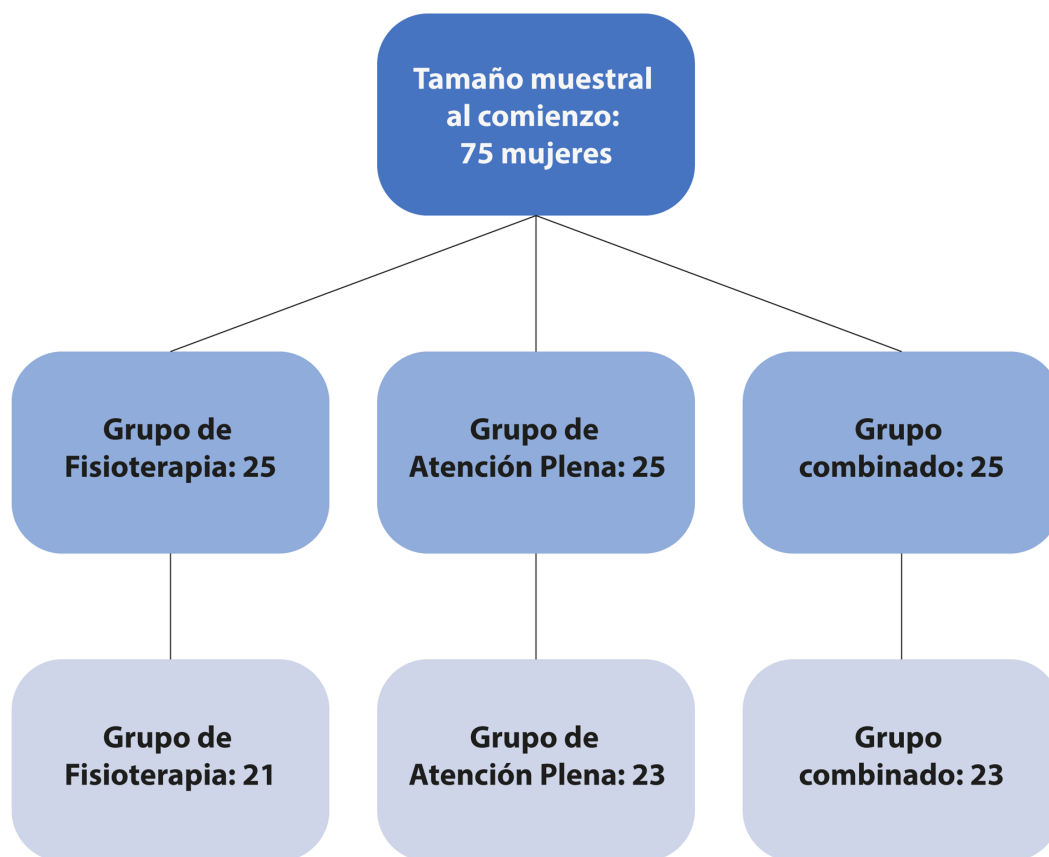 Tamaño muestral
al comienzo:
75 mujeres
Grupo de
Fisioterapia: 25
Grupo de
Atención Plena: 25
Grupo
combinado: 25
Grupo de
Fisioterapia: 21
Grupo de
Atención Plena: 23
Grupo
combinado: 23